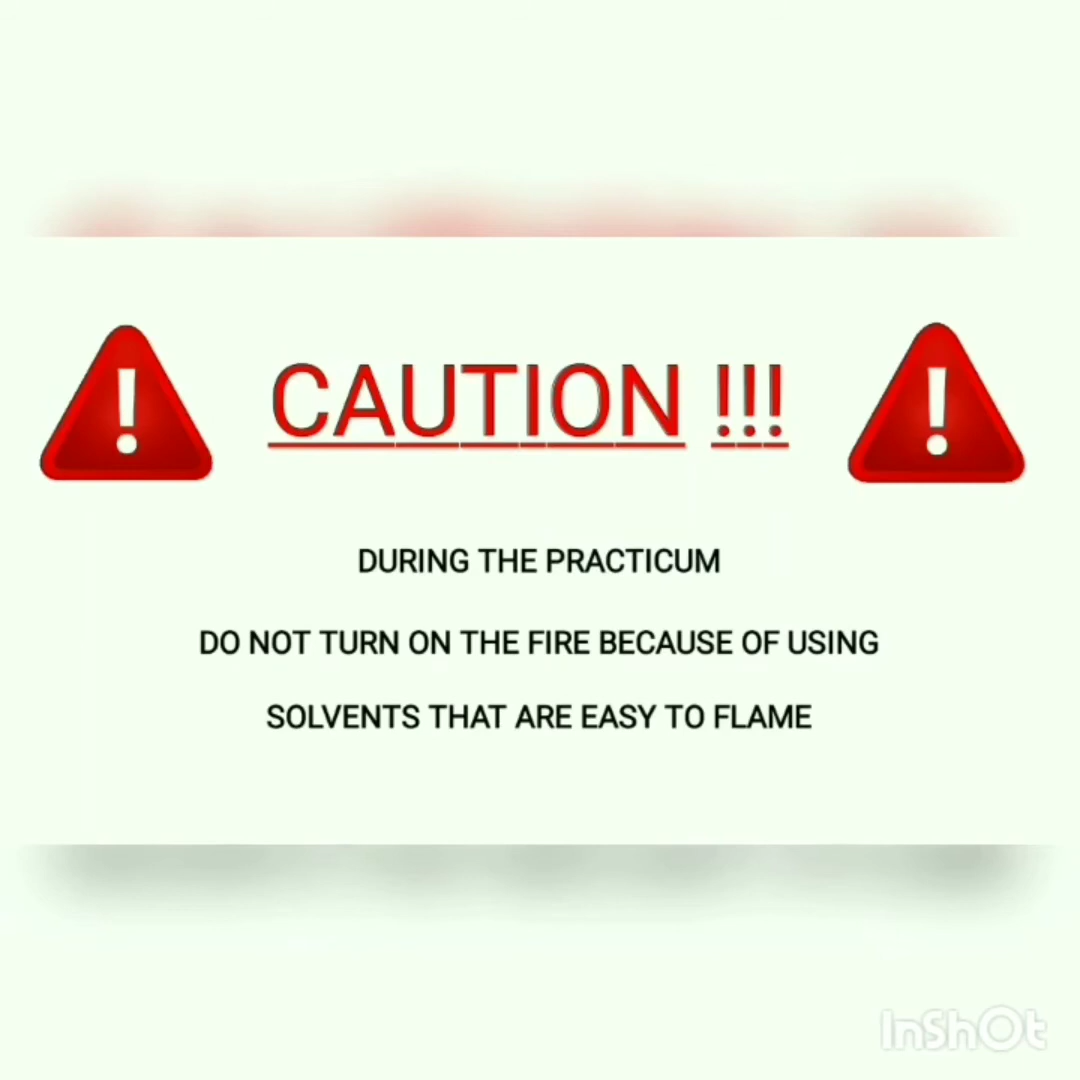 CAUTION !!!
DURING THE PRACTICUM
DO NOT TURN ON THE FIRE BECAUSE OF USING
SOLVENTS THAT ARE EASY TO FLAME
InShOt